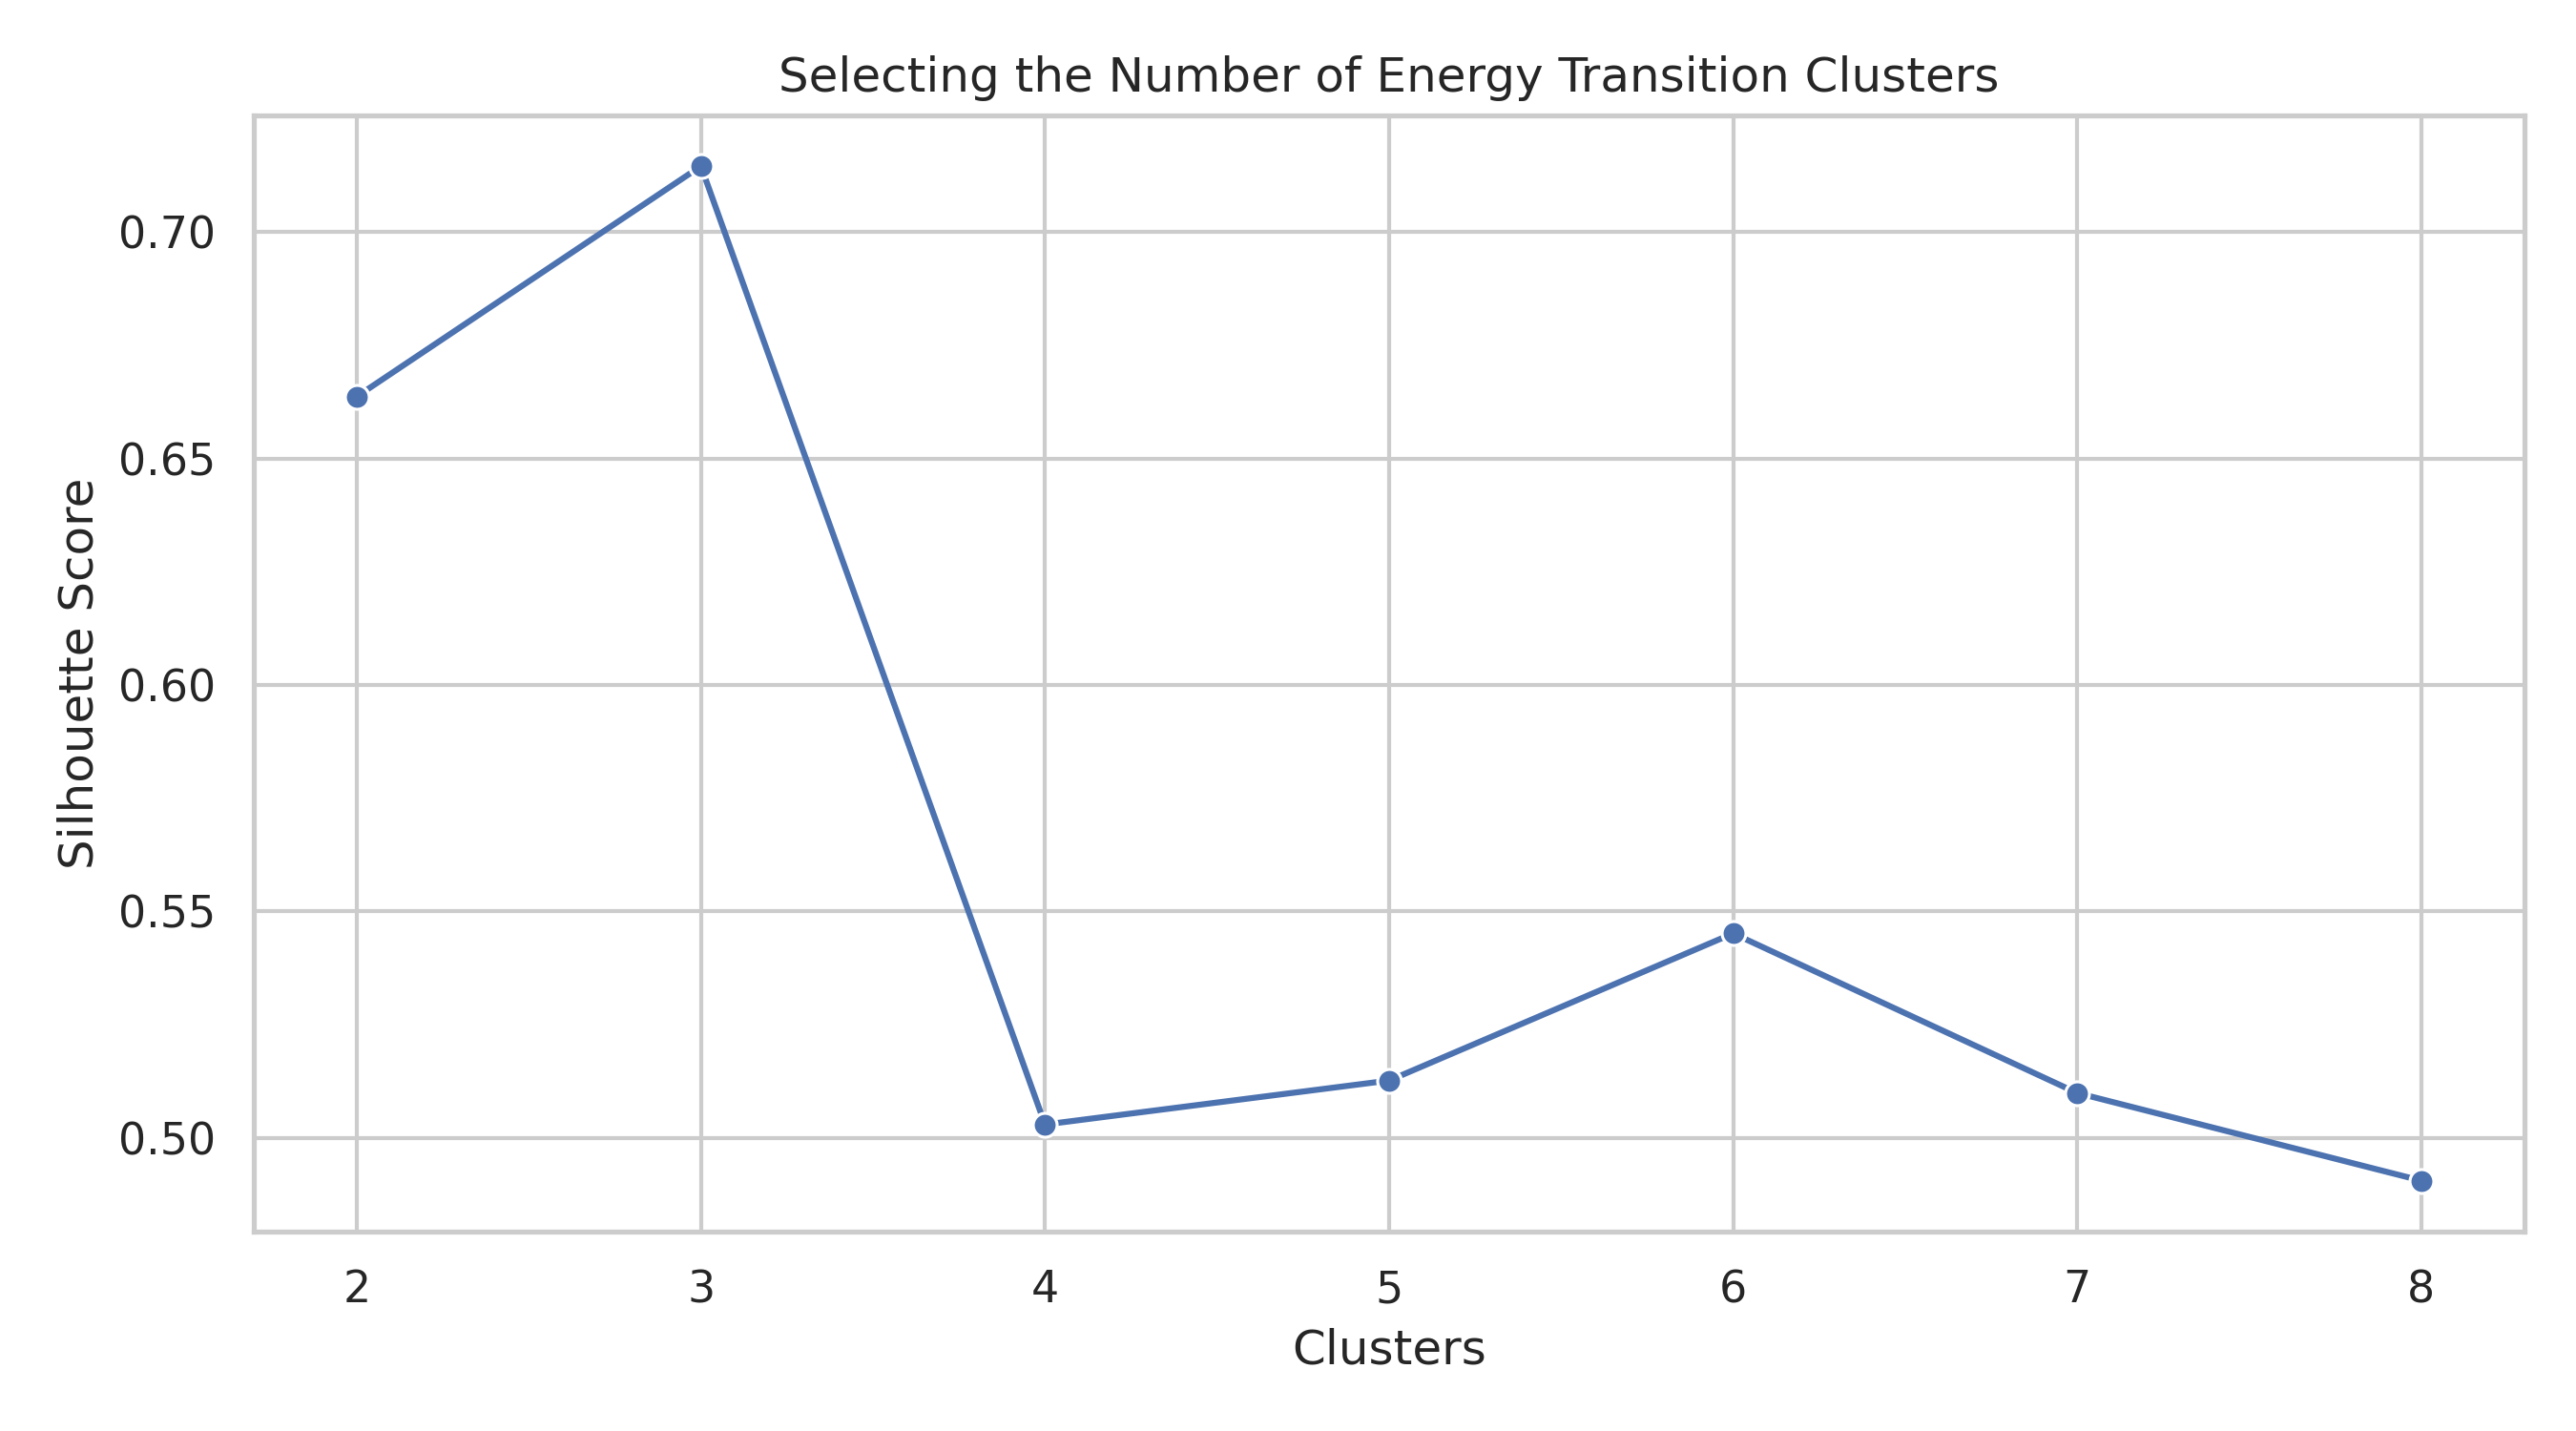 Selecting the Number of Energy Transition Clusters
Silhouette Score
0.70
0.65
0.60
0.55
0.50
2 3 4 5 6 7 8
Clusters